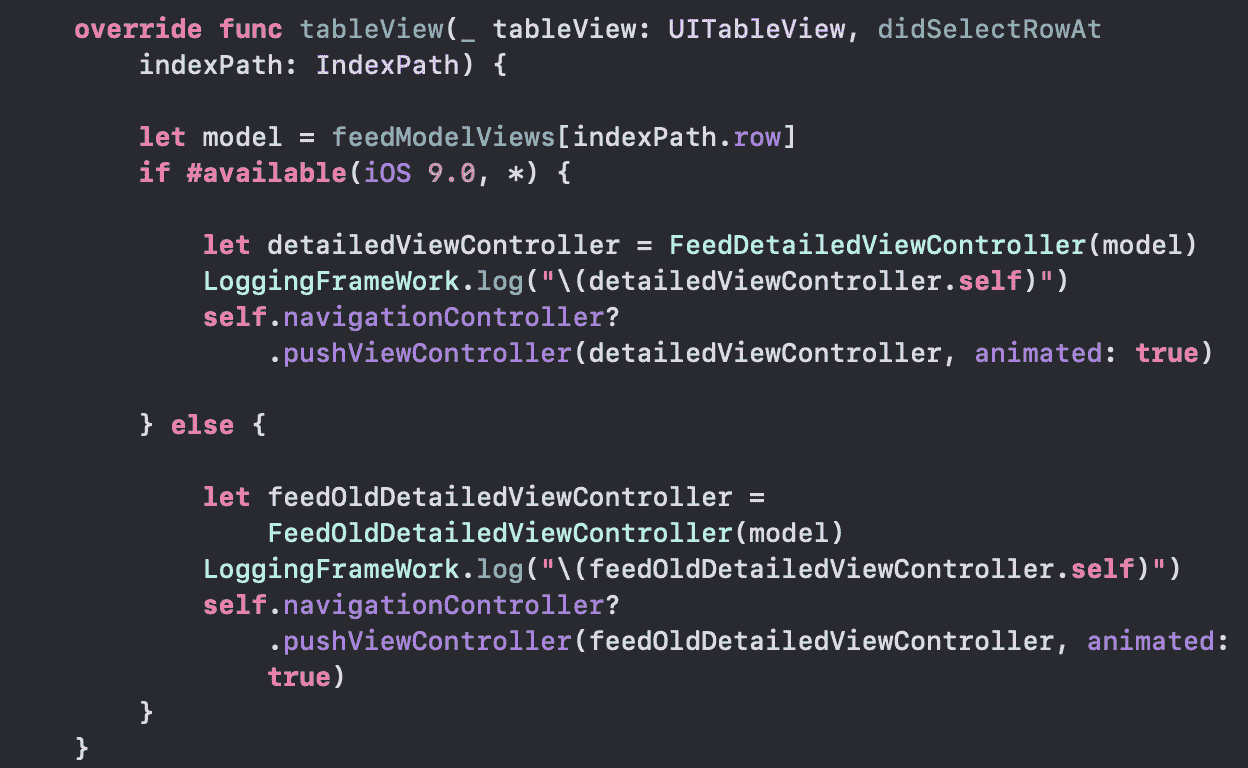 override func tableView(_ tableView: UITableView, didSelectRowAt
indexPath: IndexPath) {
let model = feedModelViews[indexPath.row]
if #available(iOS 9.0, *) {
let detailedViewController = FeedDetailedViewController(model)
LoggingFrameWork.log("\(detailedViewController.self)")
self.navigationController?
.pushViewController(detailedViewController, animated: true)
} else {
let feedOldDetailedViewController =
FeedOldDetailedViewController(model)
LoggingFrameWork.log("\(feedOldDetailedViewController.self)")
self.navigationController?
.pushViewController(feedOldDetailedViewController, animated:
true)
}
}